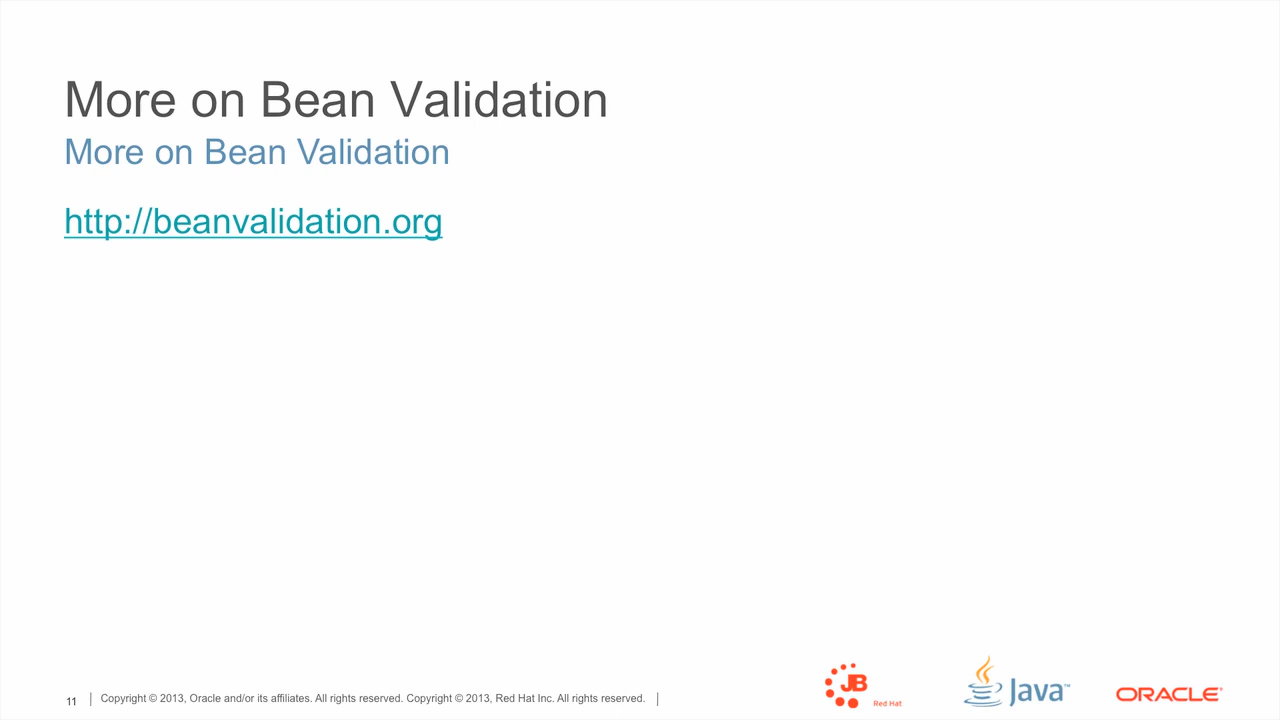 More on Bean Validation
More on Bean Validation
http://beanvalidation.org
11
Copyright © 2013, Oracle and/or its affiliates. All rights reserved. Copyright © 2013, Red Hat Inc. All rights reserved.
JB
Red Hat
Java™
ORACLE®